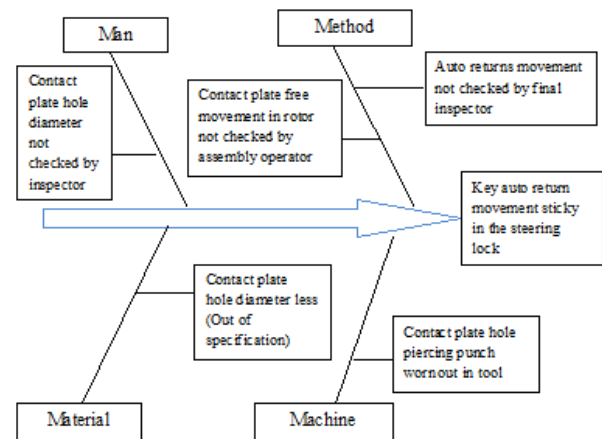 Man
Method
Contact
plate hole
diameter
not
checked by
inspector
Contact plate free
movement in rotor
not checked by
assembly operator
Auto returns movement
not checked by final
inspector
Key auto return
movement sticky
in the steering
lock
Contact plate
hole diameter less
(Out of
specification)
Contact plate hole
piercing punch
wornout in tool
Material
Machine